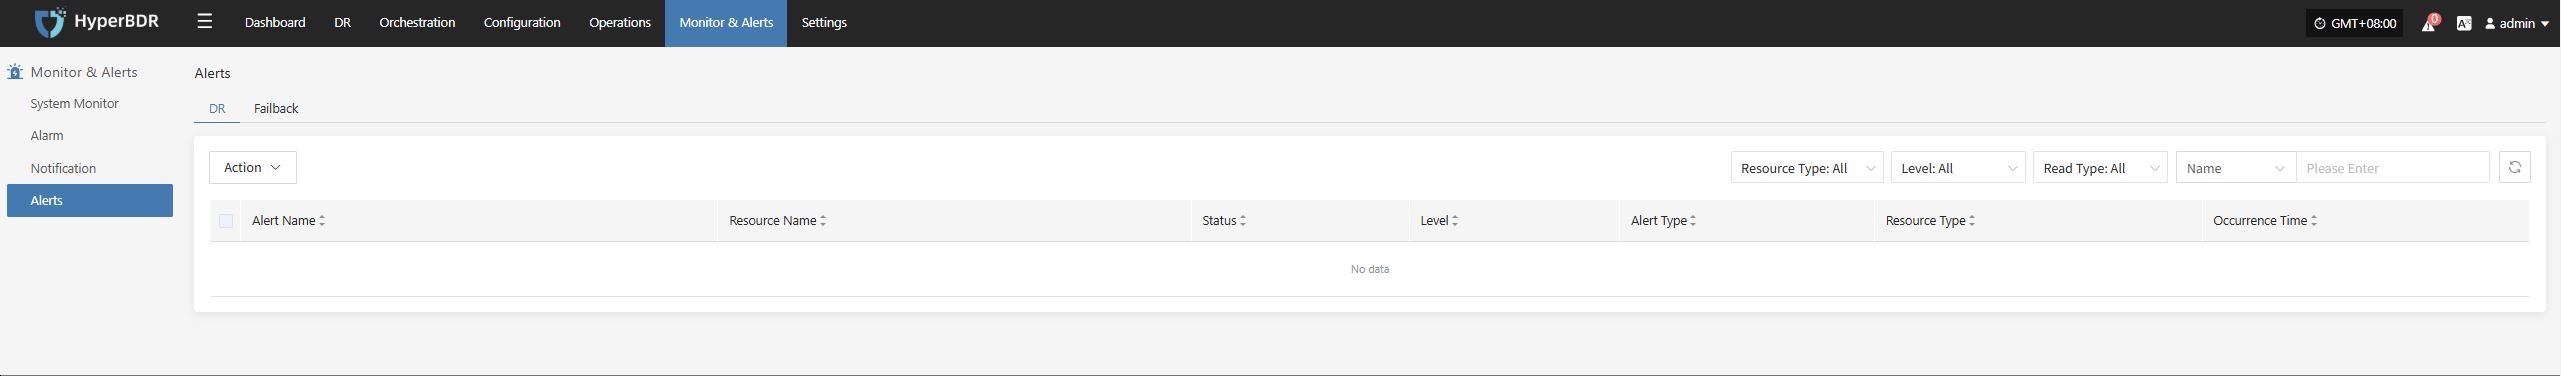 HyperBDR
Dashboard
DR
Orchestration
Configuration
Operations
Monitor & Alerts
Settings
GMT+08:00
0
admin
Monitor & Alerts
System Monitor
Alarm
Notification
Alerts
Alerts
DR
Failback
Action
Resource Type: All
Level: All
Read Type: All
Name
Please Enter
Alert Name
Resource Name
Status
Level
Alert Type
Resource Type
Occurrence Time
No data